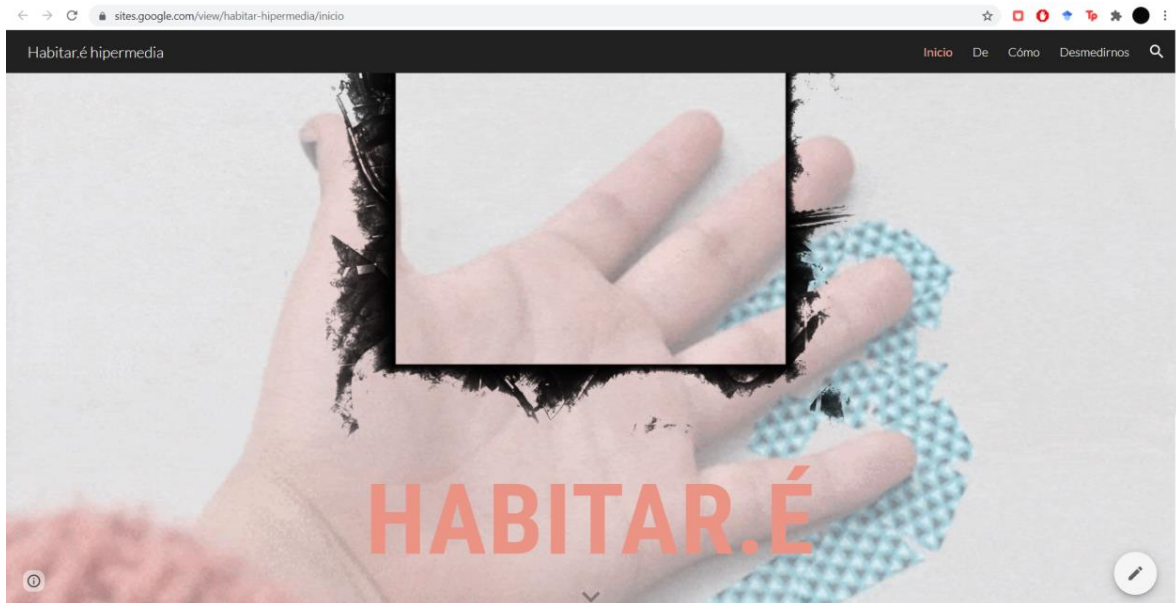 sites.google.com/view/habitar-hipermedia/inicio
Habitar.é hipermedia
Inicio De Cómo Desmedirnos
HABITAR.É